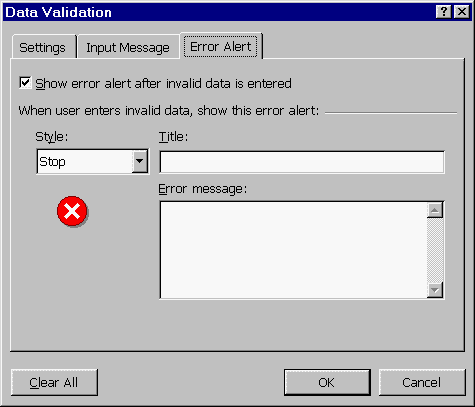 Data Validation
Settings
Input Message
Error Alert
Show error alert after invalid data is entered
When user enters invalid data, show this error alert:
Style:
Title:
Stop
Error message:
Clear All
OK
Cancel